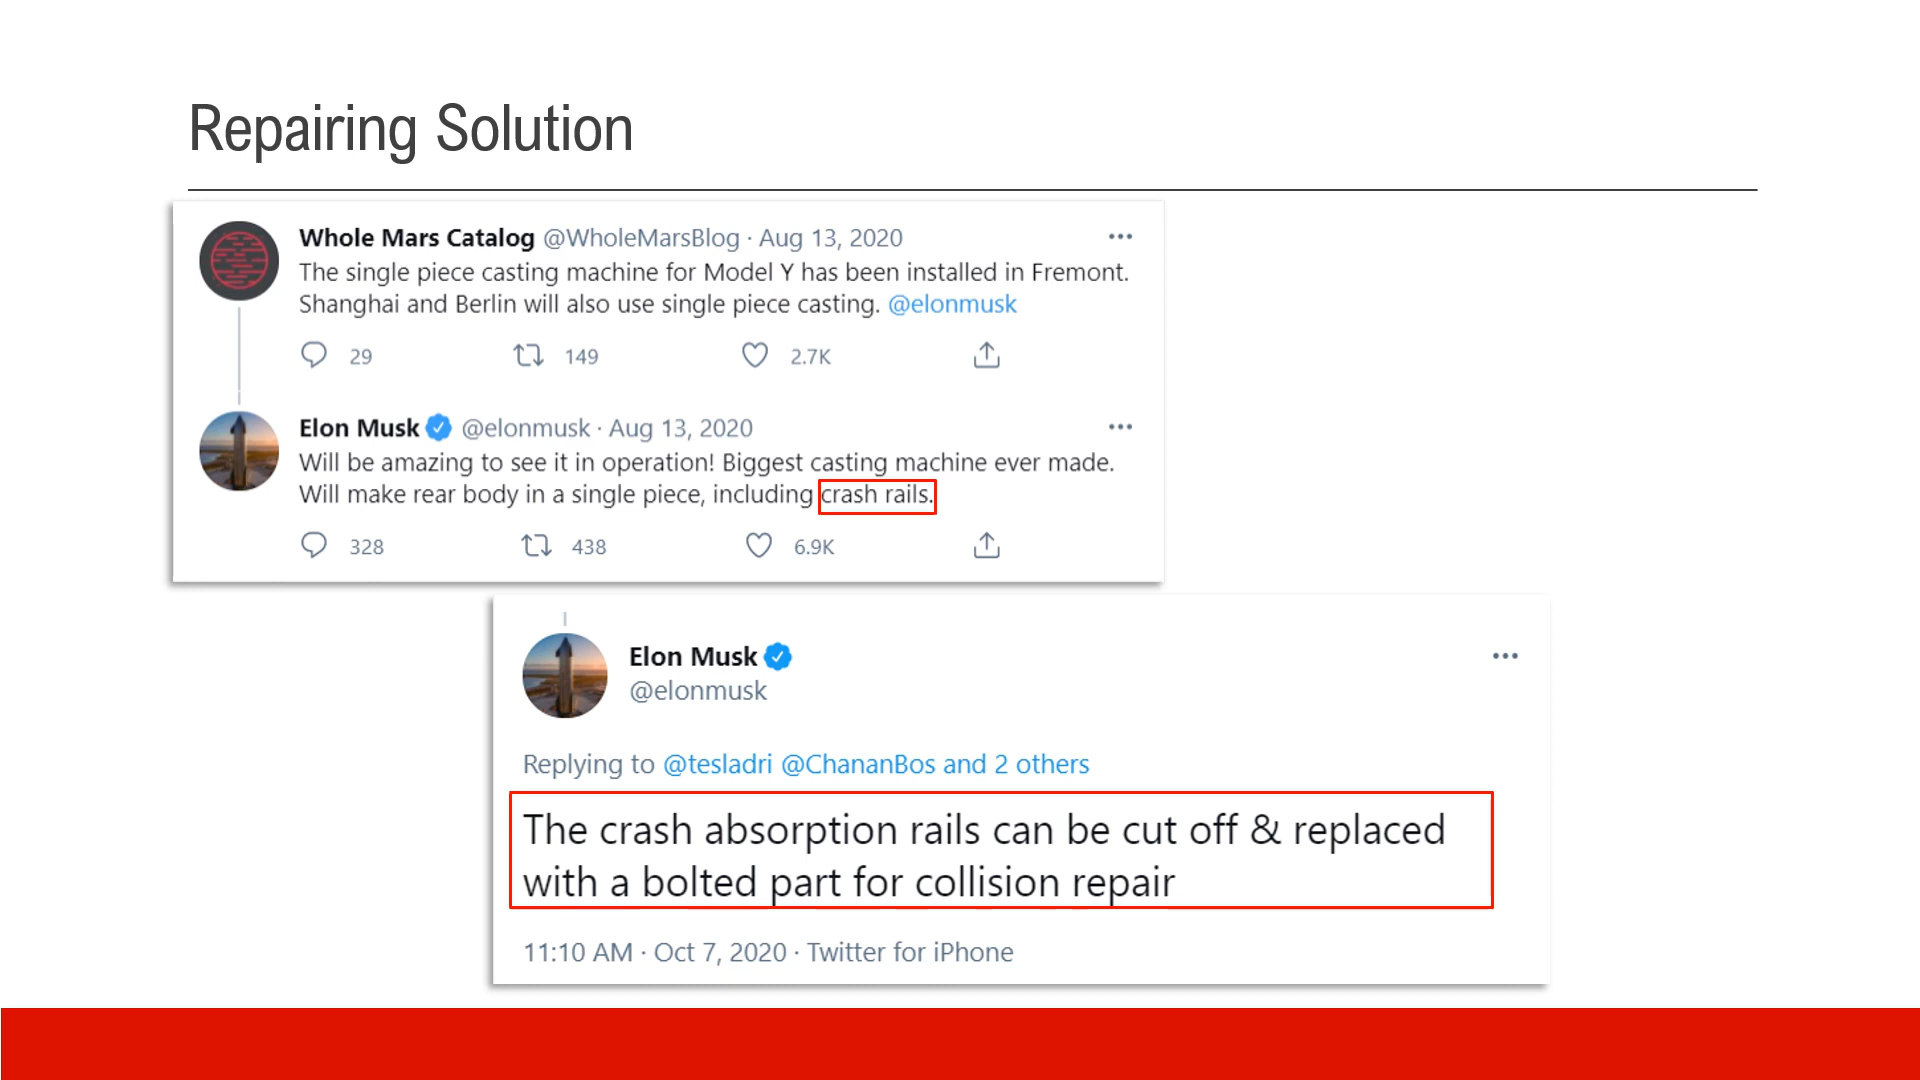 Repairing Solution
Whole Mars Catalog @WholeMarsBlog · Aug 13, 2020
The single piece casting machine for Model Y has been installed in Fremont.
Shanghai and Berlin will also use single piece casting. @elonmusk
29 149 2.7K
Elon Musk @elonmusk · Aug 13, 2020
Will be amazing to see it in operation! Biggest casting machine ever made.
Will make rear body in a single piece, including crash rails.
328 438 6.9K
Elon Musk
@elonmusk
Replying to @tesladri @ChananBos and 2 others
The crash absorption rails can be cut off & replaced
with a bolted part for collision repair
11:10 AM · Oct 7, 2020 · Twitter for iPhone